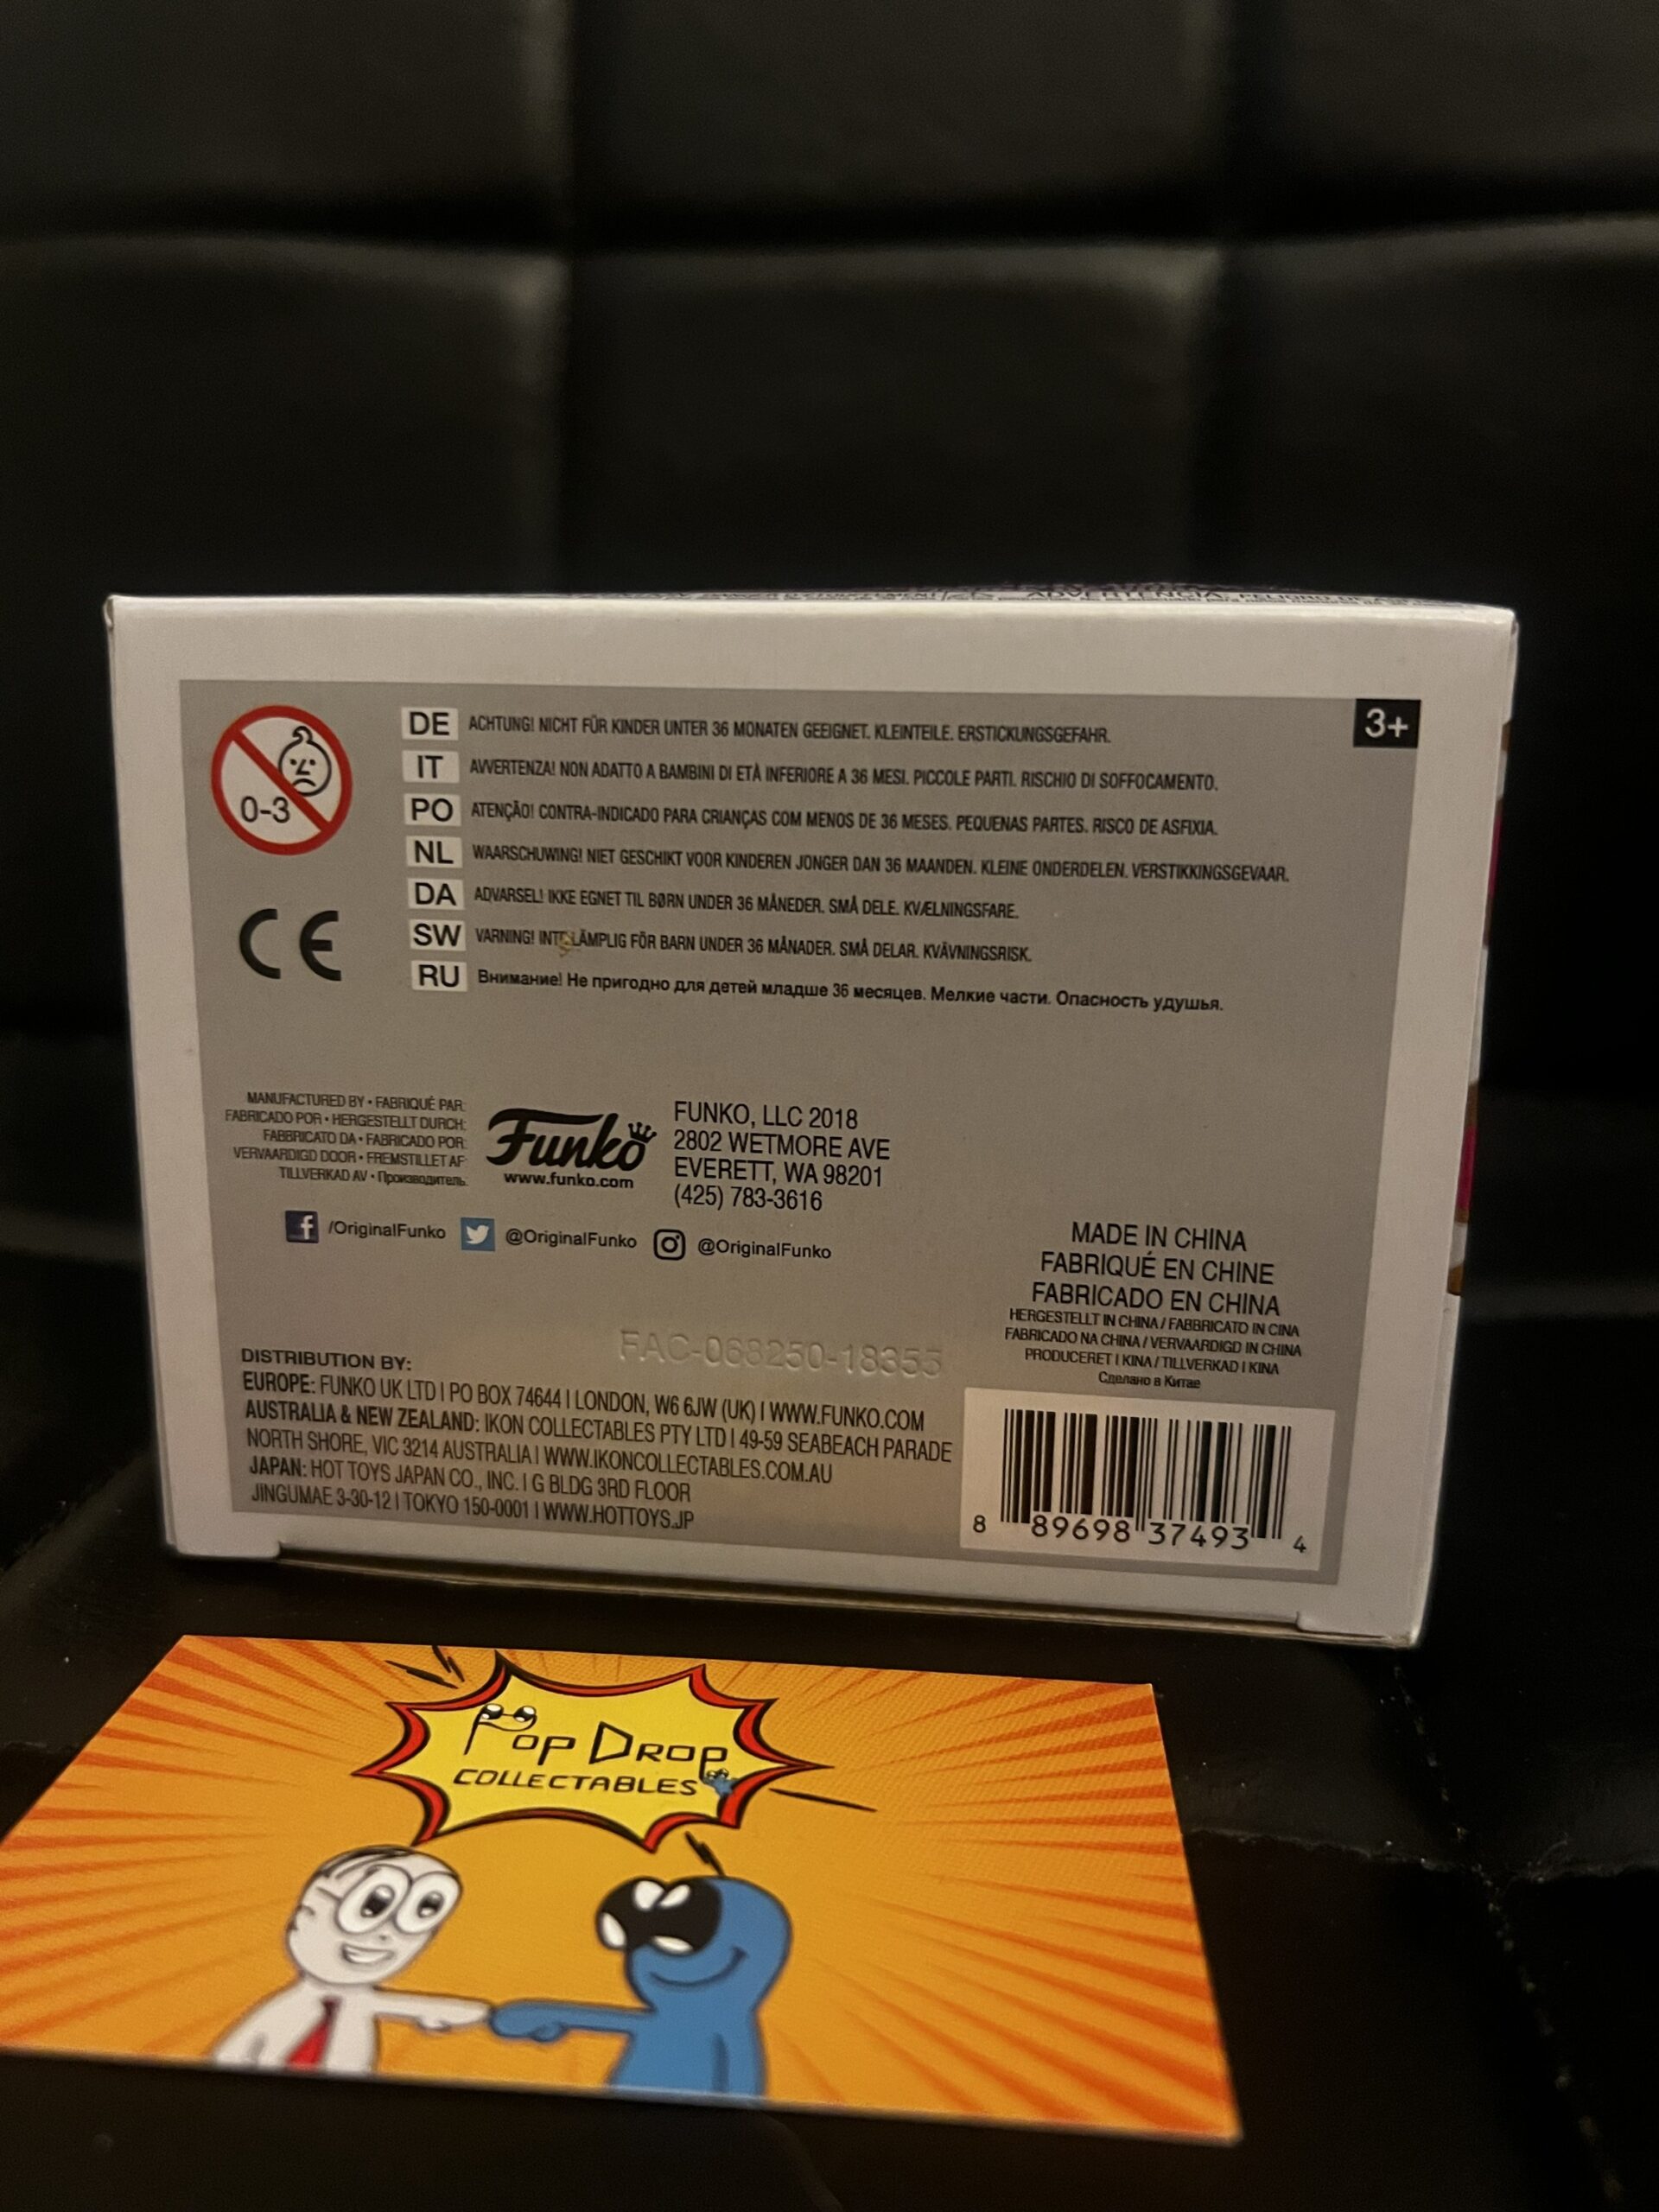 ADVERTENCIA:
3+
0-3
DE ACHTUNG! NICHT FÜR KINDER UNTER 36 MONATEN GEEIGNET. KLEINTEILE. ERSTICKUNGSGEFAHR.
IT AVVERTENZA! NON ADATTO A BAMBINI DI ETÀ INFERIORE A 36 MESI. PICCOLE PARTI. RISCHIO DI SOFFOCAMENTO.
PO ATENÇÃO! CONTRA-INDICADO PARA CRIANÇAS COM MENOS DE 36 MESES. PEQUENAS PARTES. RISCO DE ASFIXIA.
NL WAARSCHUWING! NIET GESCHIKT VOOR KINDEREN JONGER DAN 36 MAANDEN. KLEINE ONDERDELEN. VERSTIKKINGSGEVAAR.
DA ADVARSEL! IKKE EGNET TIL BØRN UNDER 36 MÅNEDER. SMÅ DELE. KVÆLNINGSFARE.
SW VARNING! INTE LÄMPLIG FÖR BARN UNDER 36 MÅNADER. SMÅ DELAR. KVÄVNINGSRISK.
RU Внимание! Не пригодно для детей младше 36 месяцев. Мелкие части. Опасность удушья.
CE
MANUFACTURED BY • FABRIQUÉ PAR:
FABRICADO POR • HERGESTELLT DURCH:
FABBRICATO DA • FABRICADO POR:
VERVAARDIGD DOOR • FREMSTILLET AF:
TILLVERKAD AV • Производитель:
Funko
www.funko.com
FUNKO, LLC 2018
2802 WETMORE AVE
EVERETT, WA 98201
(425) 783-3616
/OriginalFunko @OriginalFunko @OriginalFunko
MADE IN CHINA
FABRIQUÉ EN CHINE
FABRICADO EN CHINA
HERGESTELLT IN CHINA / FABBRICATO IN CINA
FABRICADO NA CHINA / VERVAARDIGD IN CHINA
PRODUCERET I KINA / TILLVERKAD I KINA
Сделано в Китае
FAC-068250-18355
DISTRIBUTION BY:
EUROPE: FUNKO UK LTD | PO BOX 74644 | LONDON, W6 6JW (UK) | WWW.FUNKO.COM
AUSTRALIA & NEW ZEALAND: IKON COLLECTABLES PTY LTD | 49-59 SEABEACH PARADE
NORTH SHORE, VIC 3214 AUSTRALIA | WWW.IKONCOLLECTABLES.COM.AU
JAPAN: HOT TOYS JAPAN CO., INC. | G BLDG 3RD FLOOR
JINGUMAE 3-30-12 | TOKYO 150-0001 | WWW.HOTTOYS.JP
8 89698 37493 4
POP DROP
COLLECTABLES